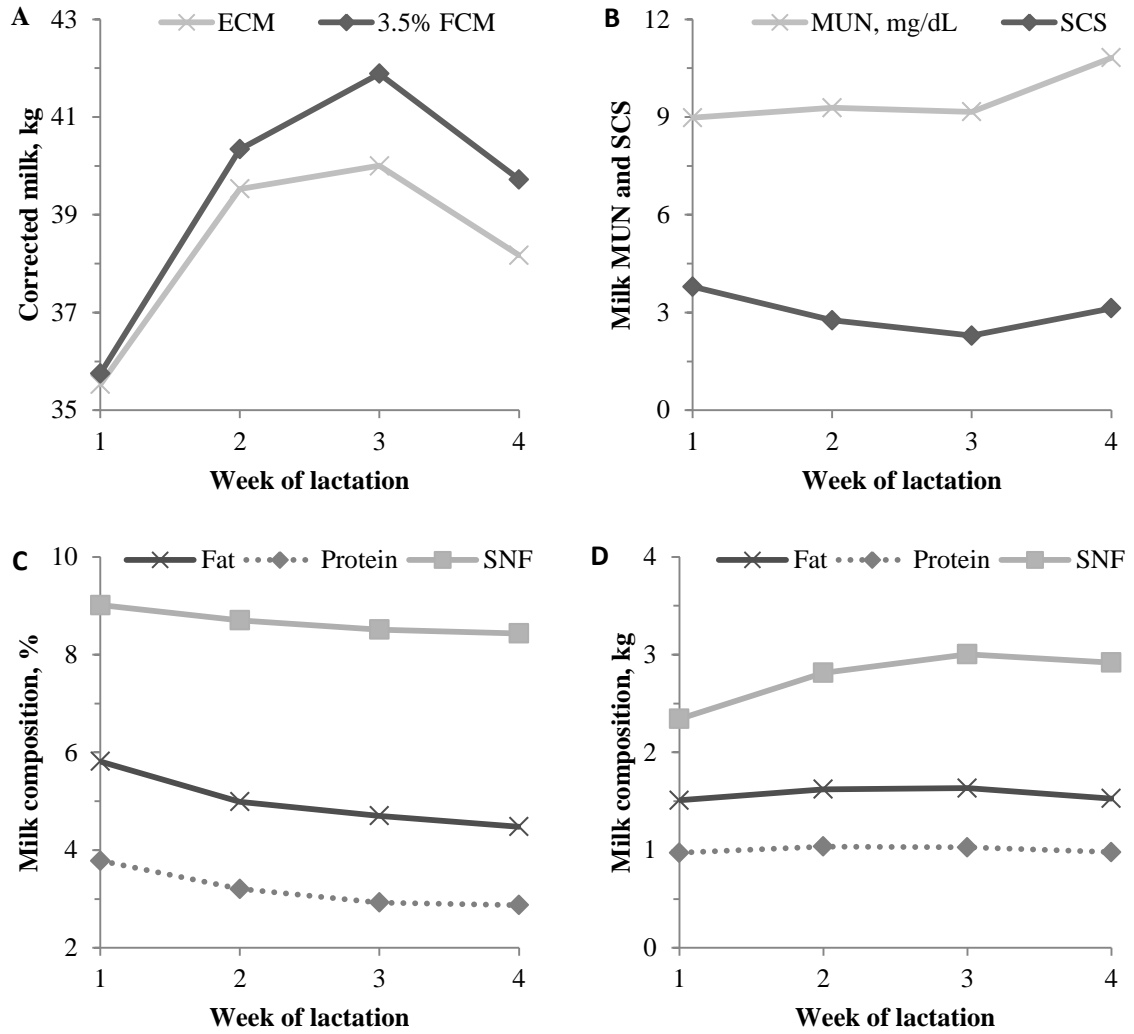 A
ECM 3.5% FCM
Corrected milk, kg
43
41
39
37
35
1 2 3 4
Week of lactation
B
MUN, mg/dL SCS
Milk MUN and SCS
12
9
6
3
0
1 2 3 4
Week of lactation
C
Fat Protein SNF
Milk composition, %
10
8
6
4
2
1 2 3 4
Week of lactation
D
Fat Protein SNF
Milk composition, kg
4
3
2
1
0
1 2 3 4
Week of lactation